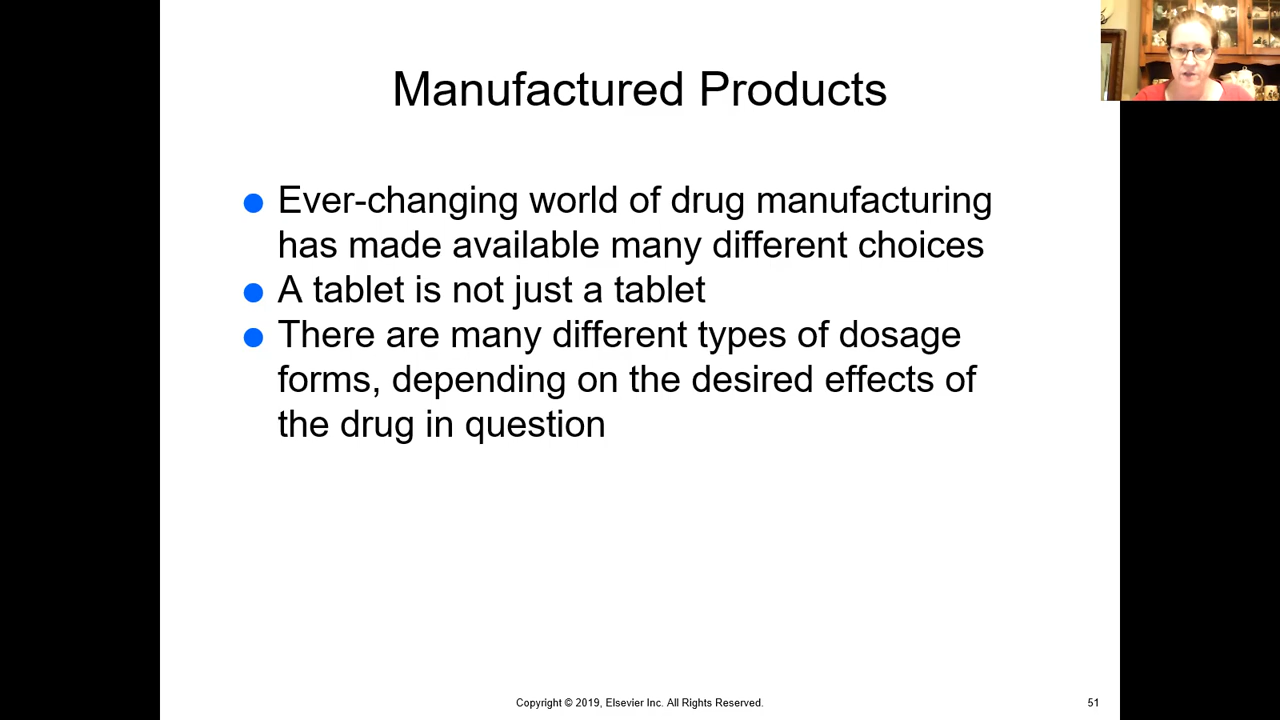 Manufactured Products
● Ever-changing world of drug manufacturing
has made available many different choices
● A tablet is not just a tablet
● There are many different types of dosage
forms, depending on the desired effects of
the drug in question
Copyright © 2019, Elsevier Inc. All Rights Reserved.
51